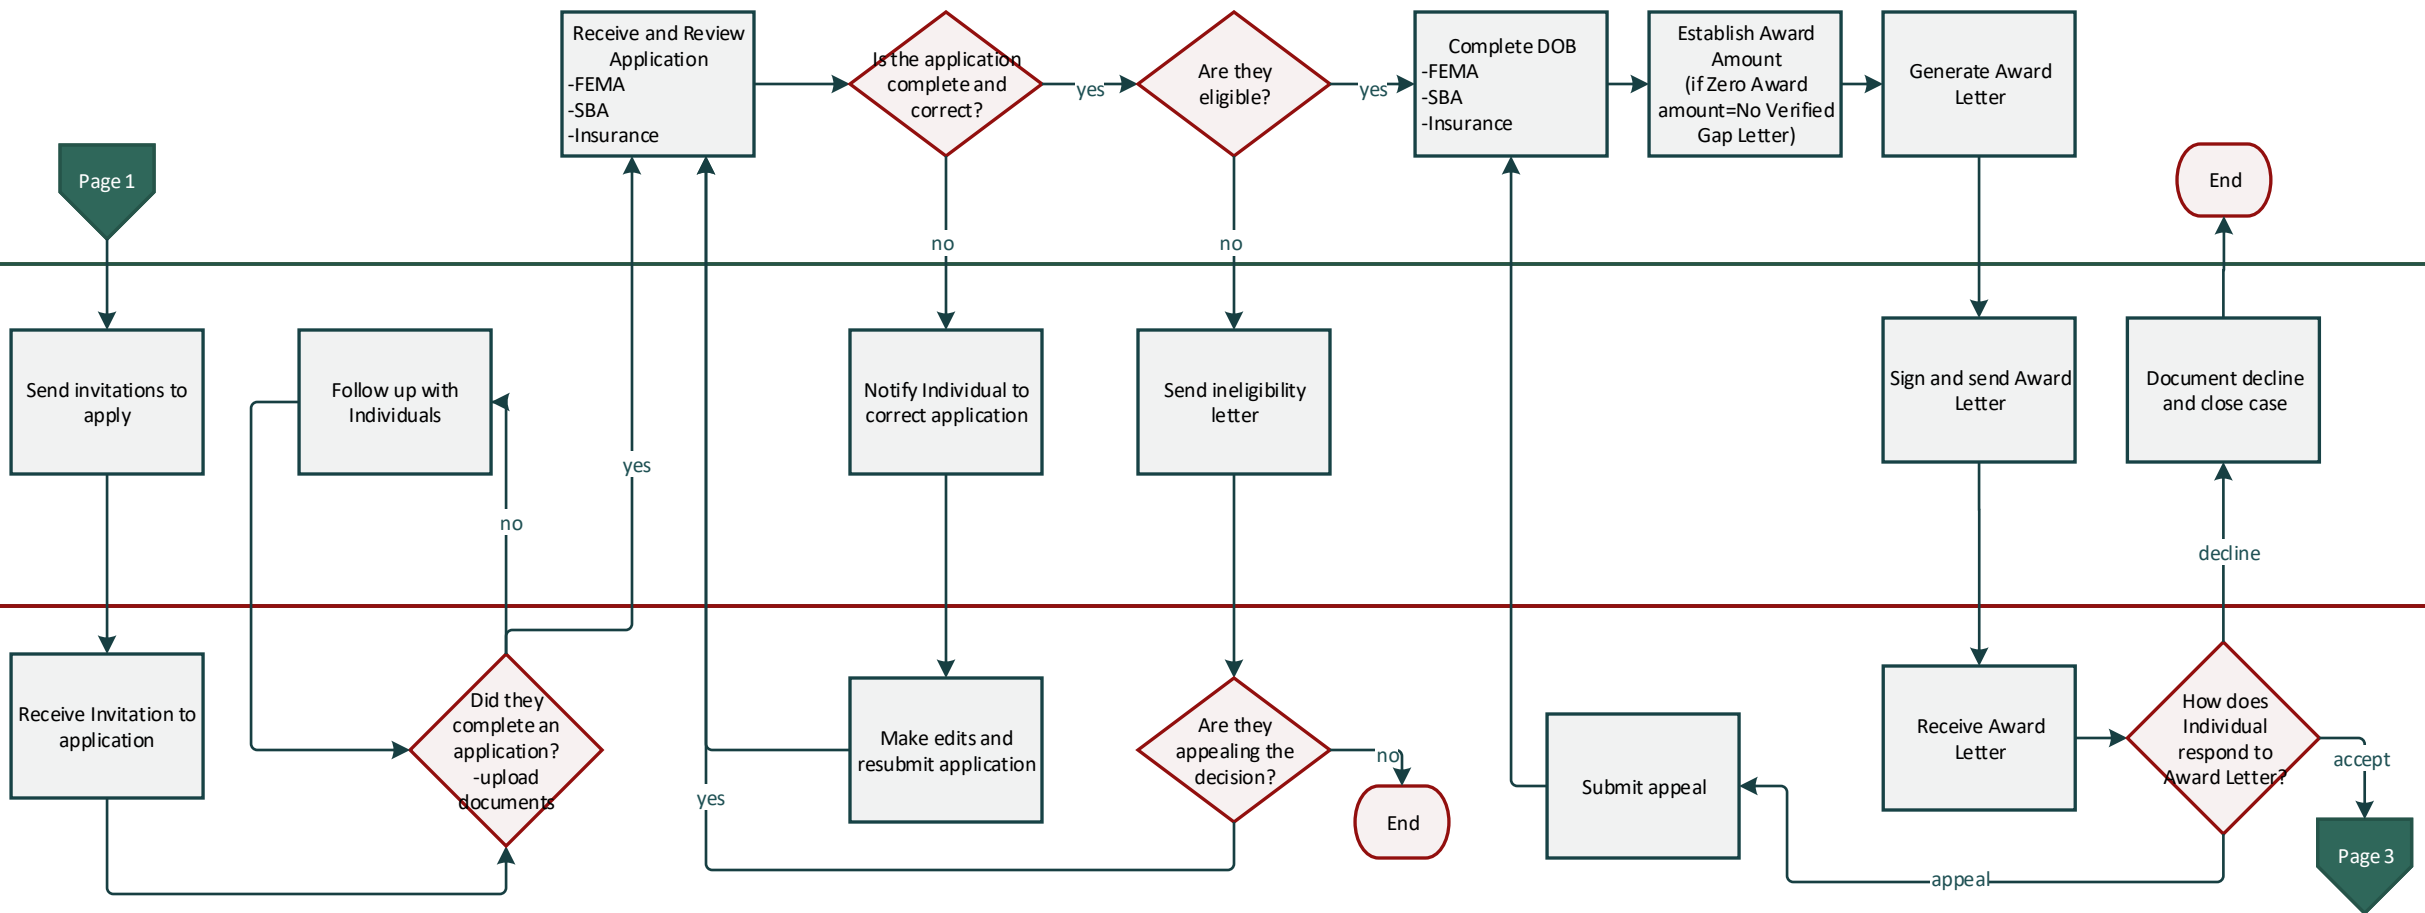 Receive and Review
Application
-FEMA
-SBA
-Insurance
Is the application
complete and
correct?
yes
Are they
eligible?
yes
Complete DOB
-FEMA
-SBA
-Insurance
Establish Award
Amount
(if Zero Award
amount=No Verified
Gap Letter)
Generate Award
Letter
Page 1
End
no
no
Send invitations to
apply
Follow up with
Individuals
Notify Individual to
correct application
Send ineligibility
letter
Sign and send Award
Letter
Document decline
and close case
yes
no
decline
Receive Invitation to
application
Did they
complete an
application?
-upload
documents
Make edits and
resubmit application
yes
Are they
appealing the
decision?
no
End
Submit appeal
Receive Award
Letter
How does
Individual
respond to
Award Letter?
accept
Page 3
appeal